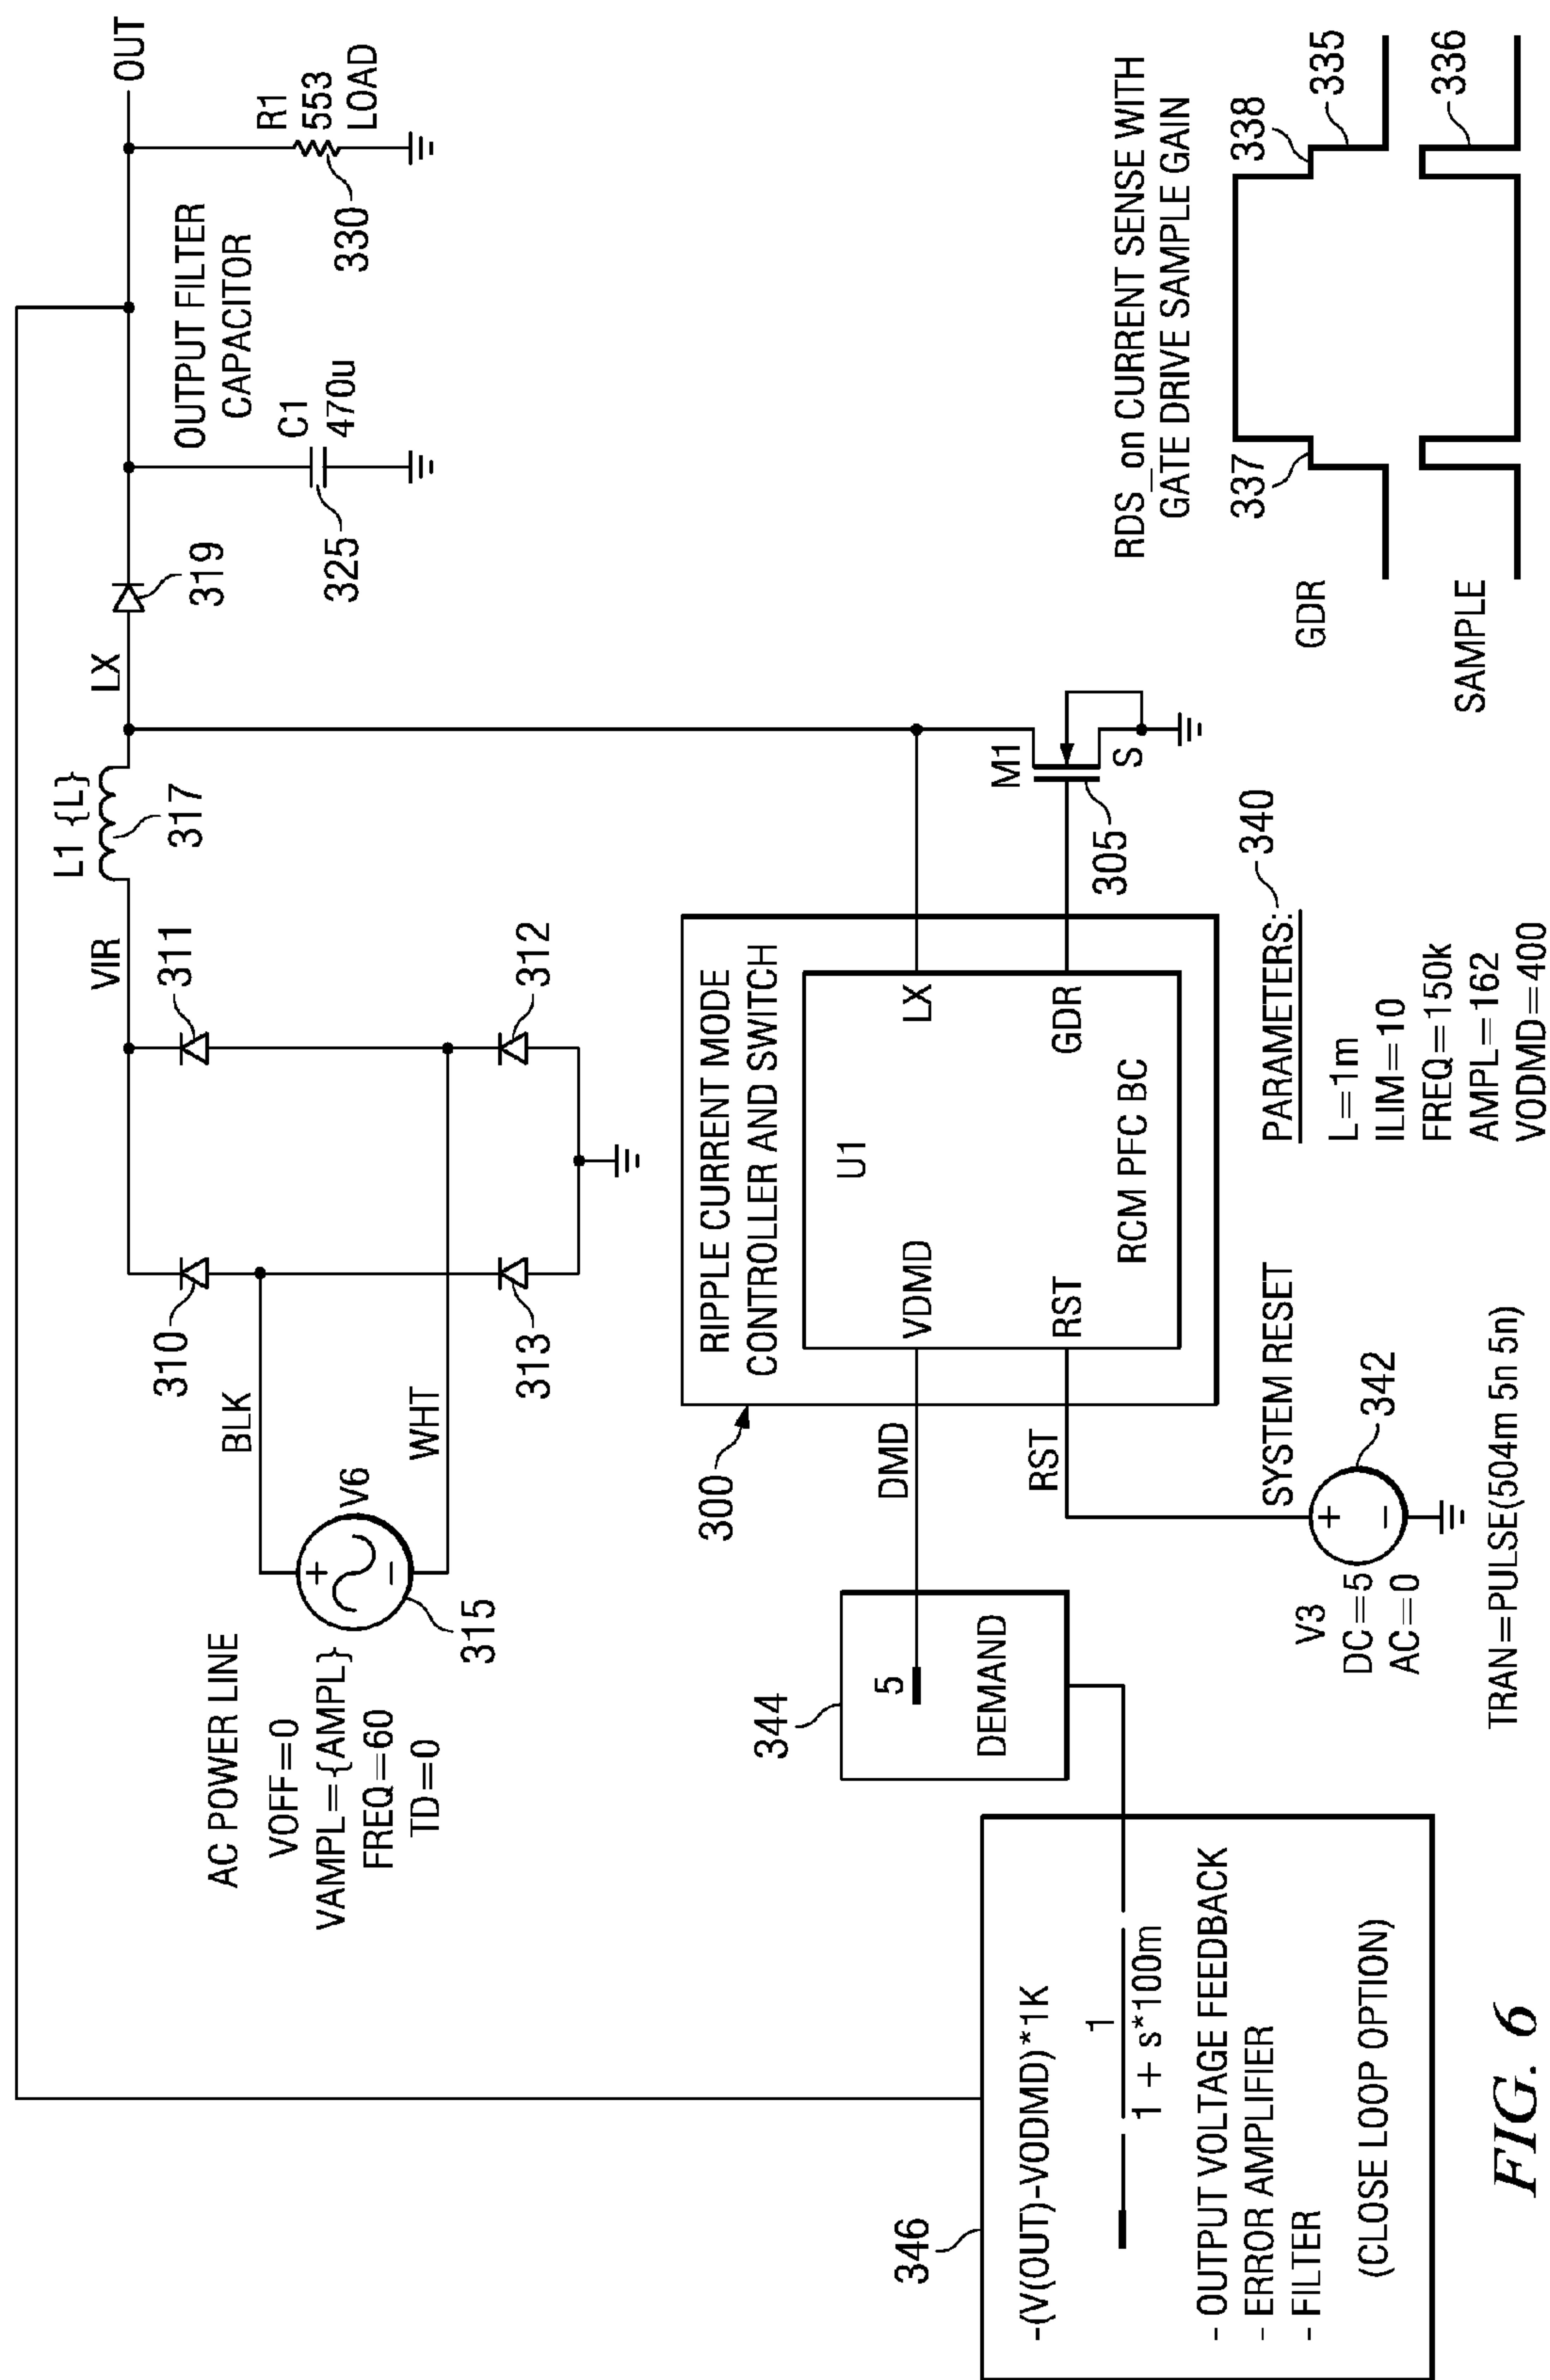 AC POWER LINE
VOFF=0
VAMPL={AMPL}
FREQ=60
TD=0
315
V6
BLK
WHT
310
313
VIR
311
312
L1 {L}
317
LX
319
OUTPUT FILTER
CAPACITOR
C1
470u
325
R1
553
LOAD
330
OUT
346
-(V(OUT)-VODMD)*1K
1
1 + s*100m
- OUTPUT VOLTAGE FEEDBACK
- ERROR AMPLIFIER
- FILTER
(CLOSE LOOP OPTION)
344
5
DEMAND
300
DMD
RST
RIPPLE CURRENT MODE
CONTROLLER AND SWITCH
VDMD
U1
LX
RST
GDR
RCM PFC BC
M1
S
305
SYSTEM RESET
V3
DC=5
AC=0
342
TRAN=PULSE(504m 5n 5n)
PARAMETERS:
340
L=1m
ILIM=10
FREQ=150k
AMPL=162
VODMD=400
RDS_on CURRENT SENSE WITH
GATE DRIVE SAMPLE GAIN
GDR
337
338
335
SAMPLE
336
FIG. 6